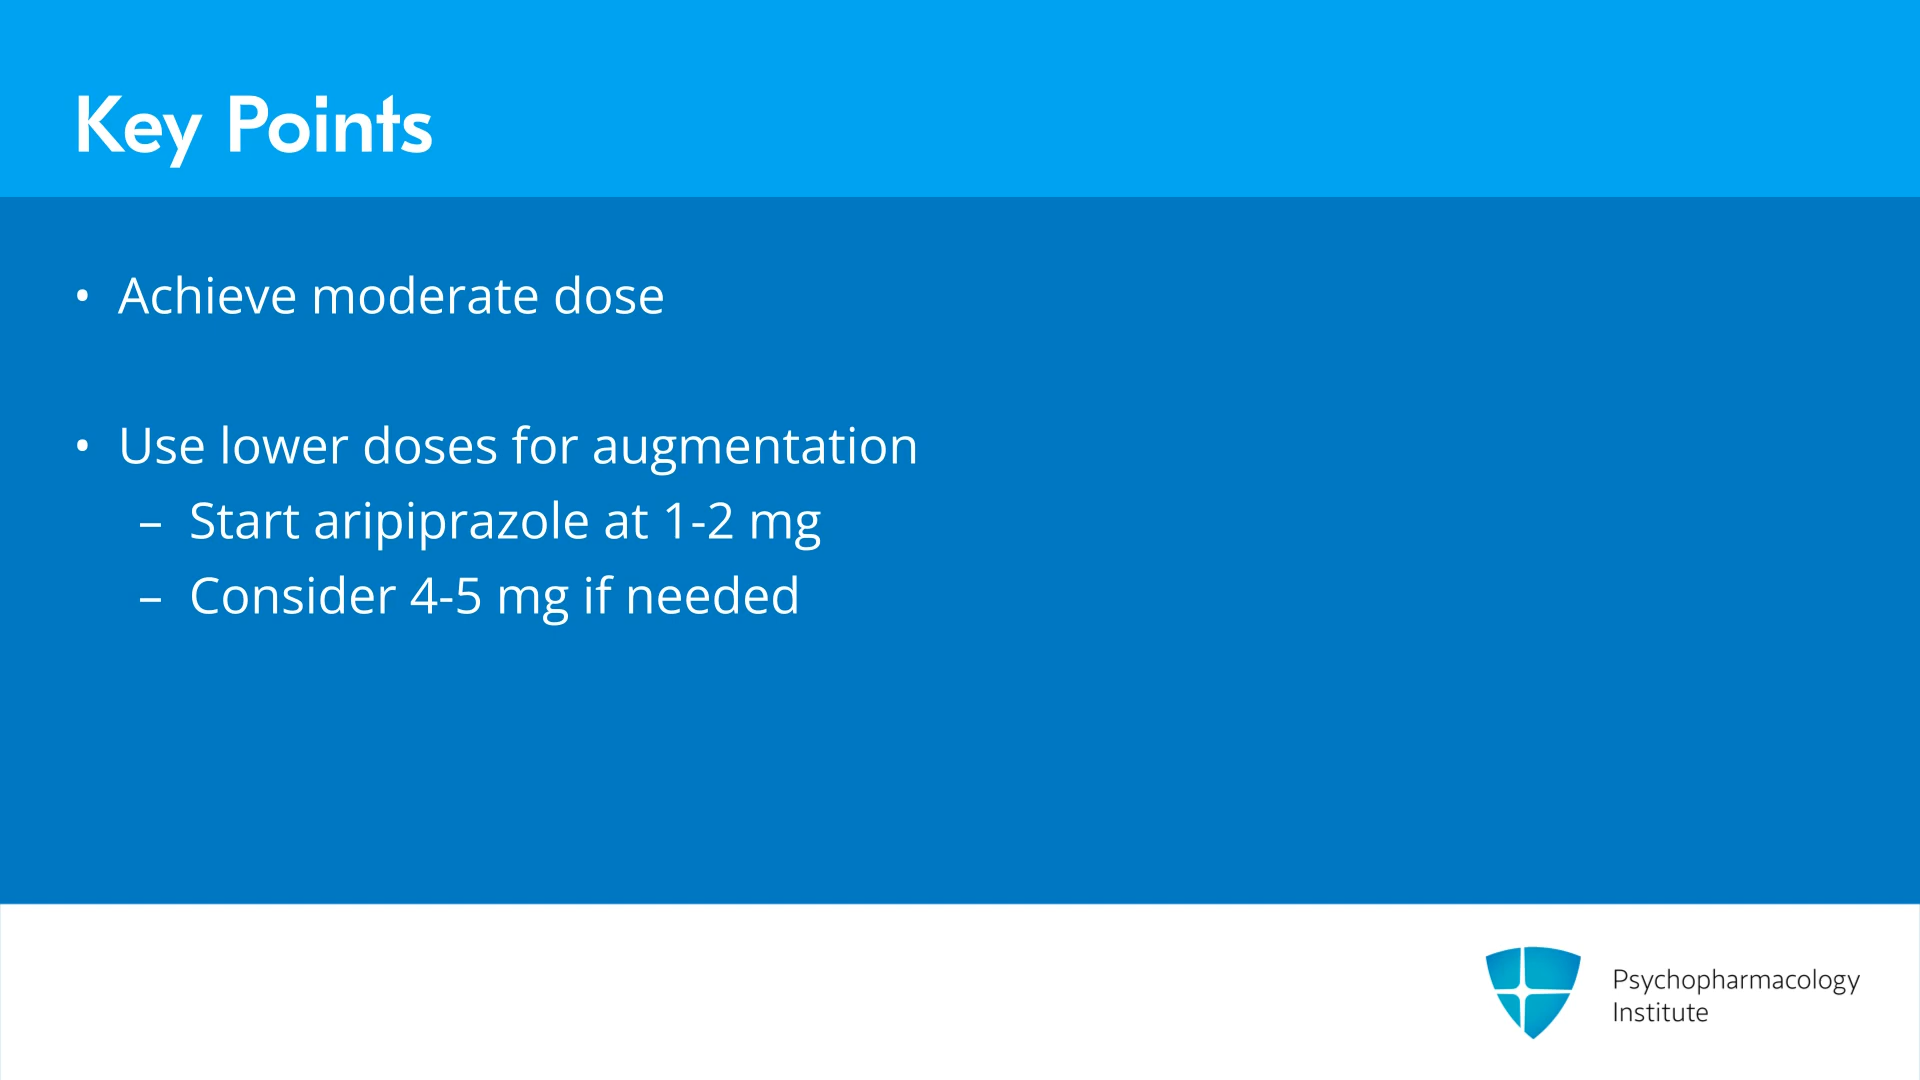 Key Points
• Achieve moderate dose
• Use lower doses for augmentation
– Start aripiprazole at 1-2 mg
– Consider 4-5 mg if needed
Psychopharmacology
Institute